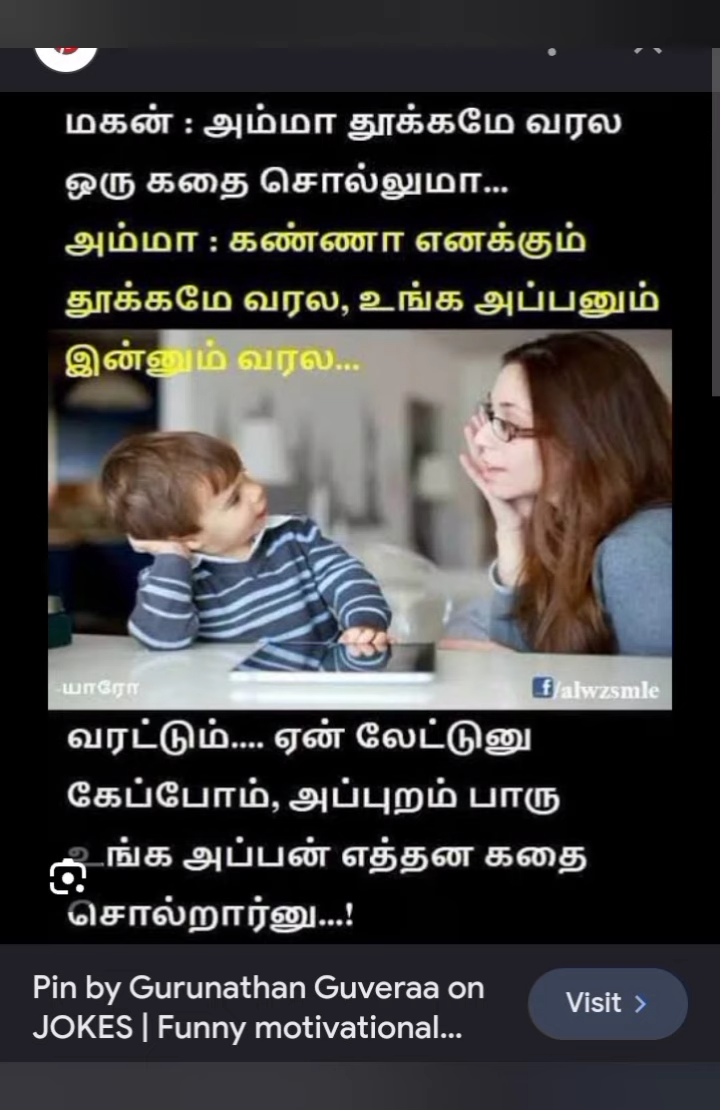 மகன் : அம்மா தூக்கமே வரல
ஒரு கதை சொல்லுமா...
அம்மா : கண்ணா எனக்கும்
தூக்கமே வரல, உங்க அப்பனும்
இன்னும் வரல...
-யாரோ
f/alwzsmle
வரட்டும்.... ஏன் லேட்டுனு
கேப்போம், அப்புறம் பாரு
உங்க அப்பன் எத்தன கதை
சொல்றார்னு...!
Pin by Gurunathan Guveraa on
JOKES | Funny motivational...
Visit >